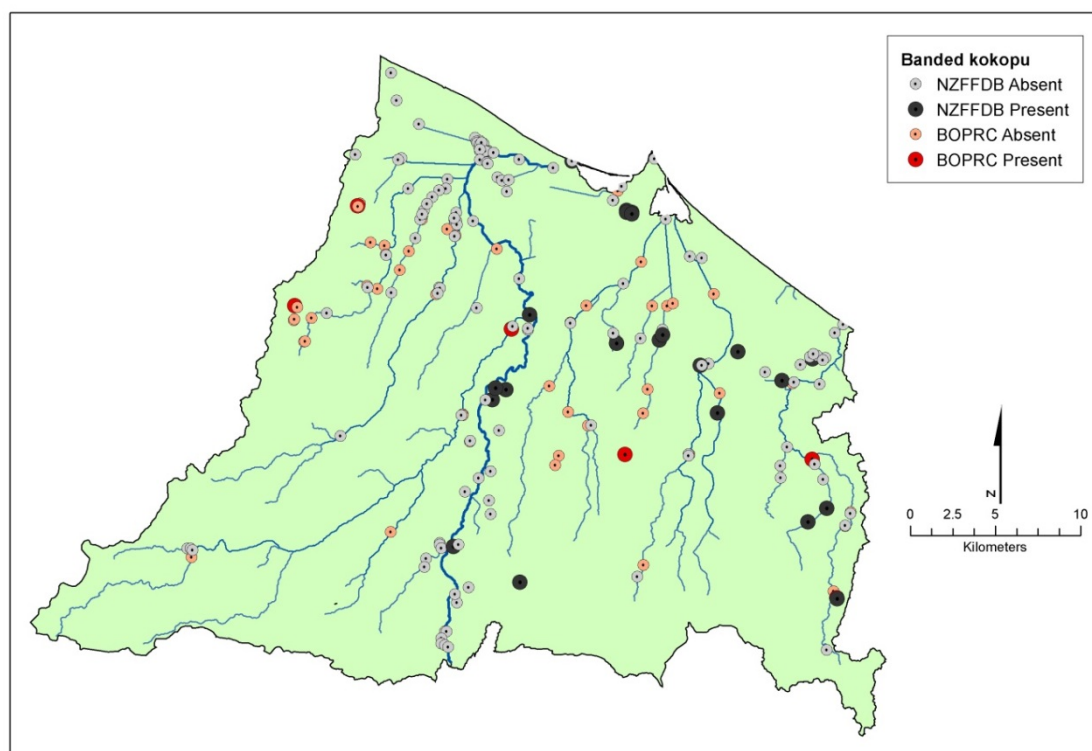 Banded kokopu
NZFFDB Absent
NZFFDB Present
BOPRC Absent
BOPRC Present
N
0 2.5 5 10
Kilometers